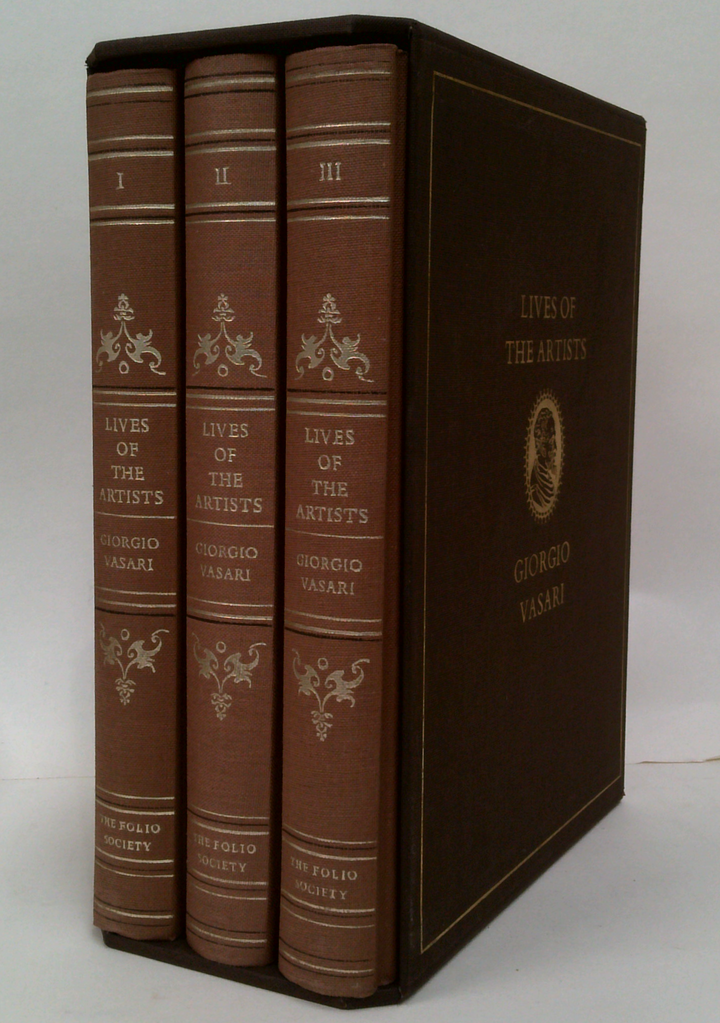 I
LIVES
OF
THE
ARTISTS
GIORGIO
VASARI
THE FOLIO
SOCIETY
II
LIVES
OF
THE
ARTISTS
GIORGIO
VASARI
THE FOLIO
SOCIETY
III
LIVES
OF
THE
ARTISTS
GIORGIO
VASARI
THE FOLIO
SOCIETY
LIVES OF
THE ARTISTS
GIORGIO
VASARI